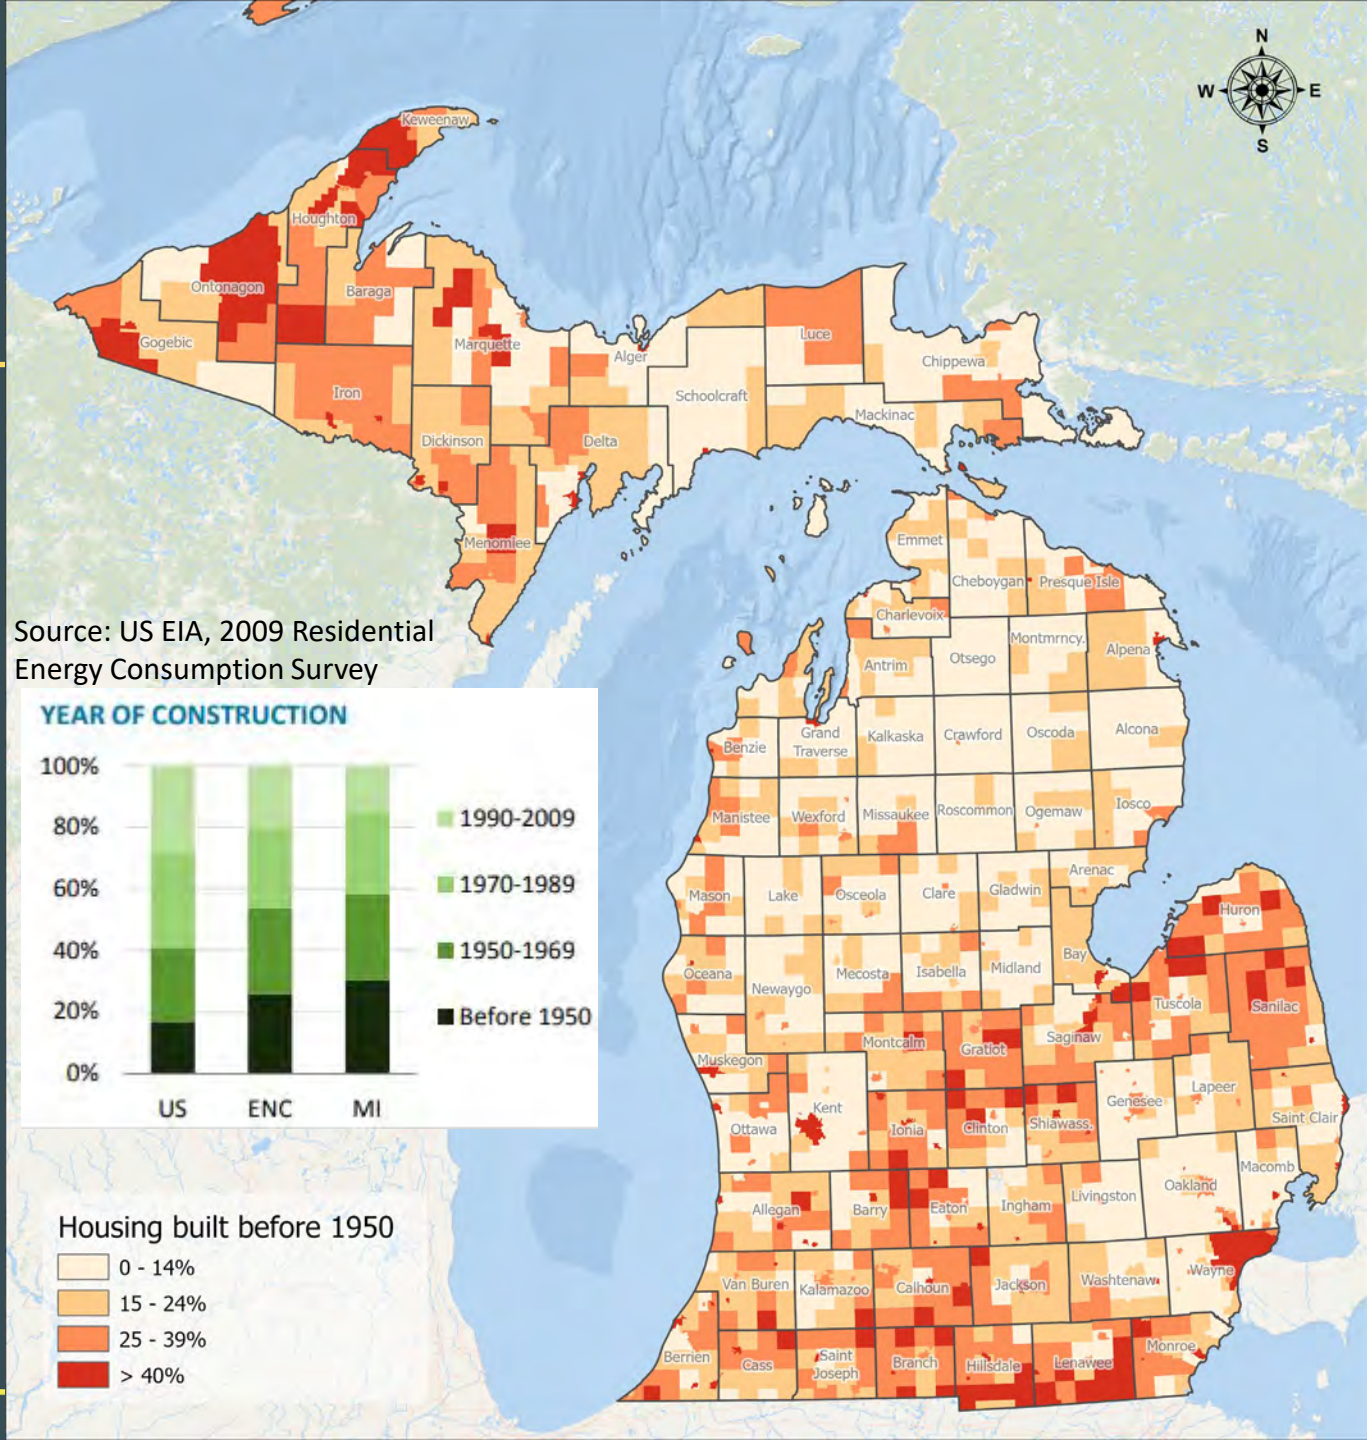 N
W E
S
Keweenaw
Houghton
Ontonagon
Baraga
Gogebic
Marquette
Alger
Luce
Chippewa
Iron
Schoolcraft
Mackinac
Dickinson
Delta
Menomiee
Emmet
Cheboygan
Presque Isle
Charlevoix
Source: US EIA, 2009 Residential
Energy Consumption Survey
Montmrncy.
Otsego
Alpena
Antrim
YEAR OF CONSTRUCTION
100%
80%
60%
40%
20%
0%
US ENC MI
1990-2009
1970-1989
1950-1969
Before 1950
Benzie
Grand
Traverse
Kalkaska
Crawford
Oscoda
Alcona
Manistee
Wexford
Missaukee
Roscommon
Ogemaw
Iosco
Arenac
Mason
Lake
Osceola
Clare
Gladwin
Huron
Oceana
Newaygo
Mecosta
Isabella
Midland
Bay
Tuscola
Sanilac
Muskegon
Montcalm
Gratiot
Saginaw
Kent
Ottawa
Ionia
Clinton
Shiawass.
Genesee
Lapeer
Saint Clair
Allegan
Barry
Eaton
Ingham
Livingston
Oakland
Macomb
Van Buren
Kalamazoo
Calhoun
Jackson
Washtenaw
Wayne
Berrien
Cass
Saint
Joseph
Branch
Hillsdale
Lenawee
Monroe
Housing built before 1950
0 - 14%
15 - 24%
25 - 39%
> 40%